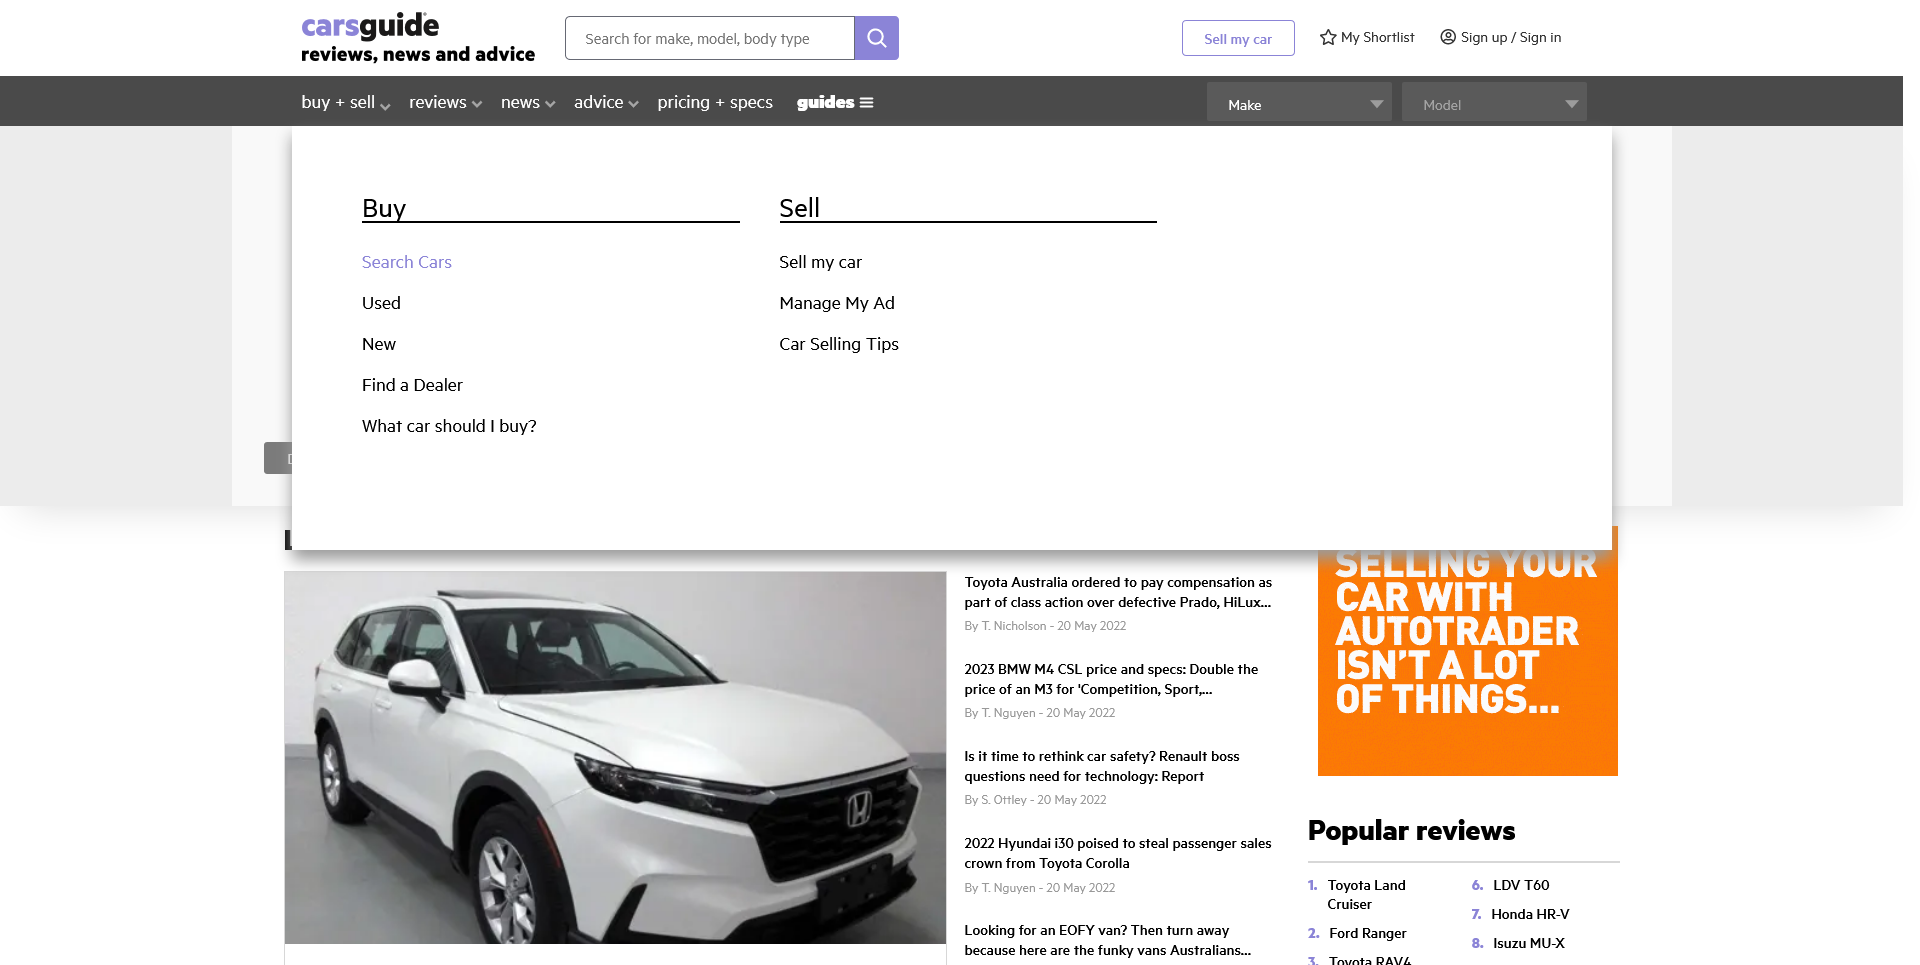 carsguide
reviews, news and advice
Search for make, model, body type
Sell my car
My Shortlist
Sign up / Sign in
buy + sell
reviews
news
advice
pricing + specs
guides
Make
Model
Buy
Search Cars
Used
New
Find a Dealer
What car should I buy?
Sell
Sell my car
Manage My Ad
Car Selling Tips
Toyota Australia ordered to pay compensation as
part of class action over defective Prado, HiLux...
By T. Nicholson - 20 May 2022
2023 BMW M4 CSL price and specs: Double the
price of an M3 for 'Competition, Sport,...
By T. Nguyen - 20 May 2022
Is it time to rethink car safety? Renault boss
questions need for technology: Report
By S. Ottley - 20 May 2022
2022 Hyundai i30 poised to steal passenger sales
crown from Toyota Corolla
By T. Nguyen - 20 May 2022
Looking for an EOFY van? Then turn away
because here are the funky vans Australians...
SELLING YOUR
CAR WITH
AUTOTRADER
ISN'T A LOT
OF THINGS...
Popular reviews
1. Toyota Land
Cruiser
2. Ford Ranger
3. Toyota RAV4
6. LDV T60
7. Honda HR-V
8. Isuzu MU-X